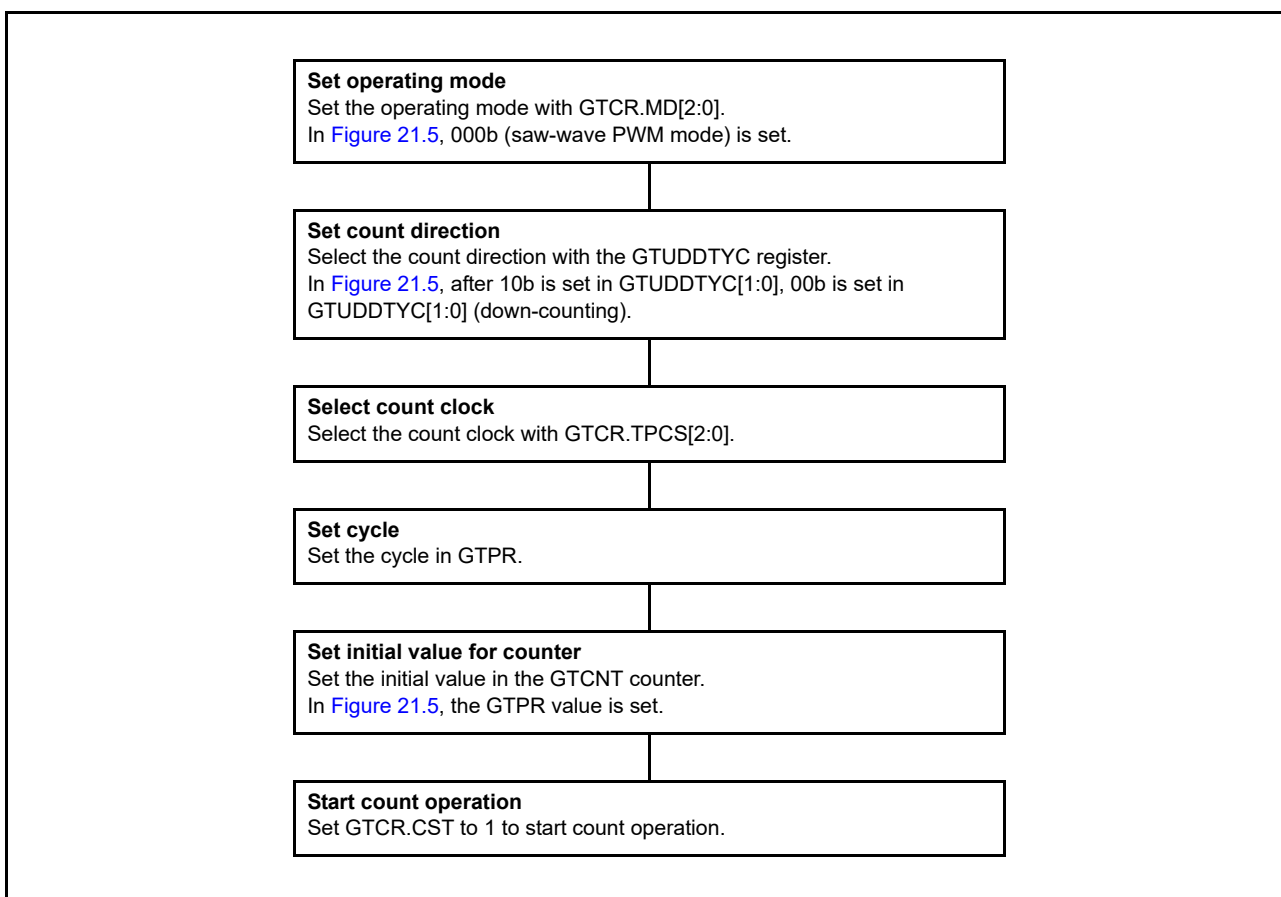 Set operating mode
Set the operating mode with GTCR.MD[2:0].
In Figure 21.5, 000b (saw-wave PWM mode) is set.
Set count direction
Select the count direction with the GTUDDTYC register.
In Figure 21.5, after 10b is set in GTUDDTYC[1:0], 00b is set in
GTUDDTYC[1:0] (down-counting).
Select count clock
Select the count clock with GTCR.TPCS[2:0].
Set cycle
Set the cycle in GTPR.
Set initial value for counter
Set the initial value in the GTCNT counter.
In Figure 21.5, the GTPR value is set.
Start count operation
Set GTCR.CST to 1 to start count operation.